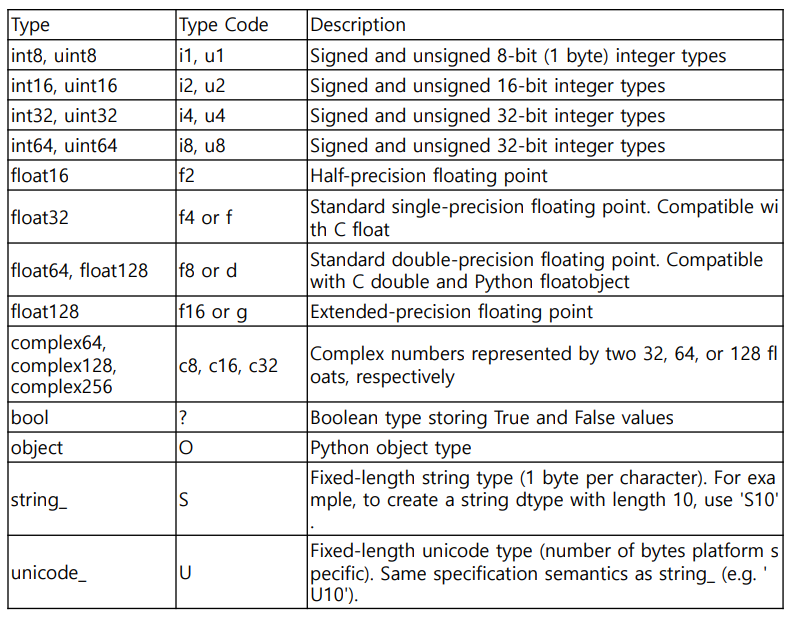 Type Type Code Description
int8, uint8 i1, u1 Signed and unsigned 8-bit (1 byte) integer types
int16, uint16 i2, u2 Signed and unsigned 16-bit integer types
int32, uint32 i4, u4 Signed and unsigned 32-bit integer types
int64, uint64 i8, u8 Signed and unsigned 32-bit integer types
float16 f2 Half-precision floating point
float32 f4 or f Standard single-precision floating point. Compatible wi
th C float
float64, float128 f8 or d Standard double-precision floating point. Compatible
with C double and Python floatobject
float128 f16 or g Extended-precision floating point
complex64,
complex128,
complex256
c8, c16, c32
Complex numbers represented by two 32, 64, or 128 fl
oats, respectively
bool ? Boolean type storing True and False values
object O Python object type
string_ S
Fixed-length string type (1 byte per character). For exa
mple, to create a string dtype with length 10, use 'S10'
.
unicode_ U
Fixed-length unicode type (number of bytes platform s
pecific). Same specification semantics as string_ (e.g. '
U10').